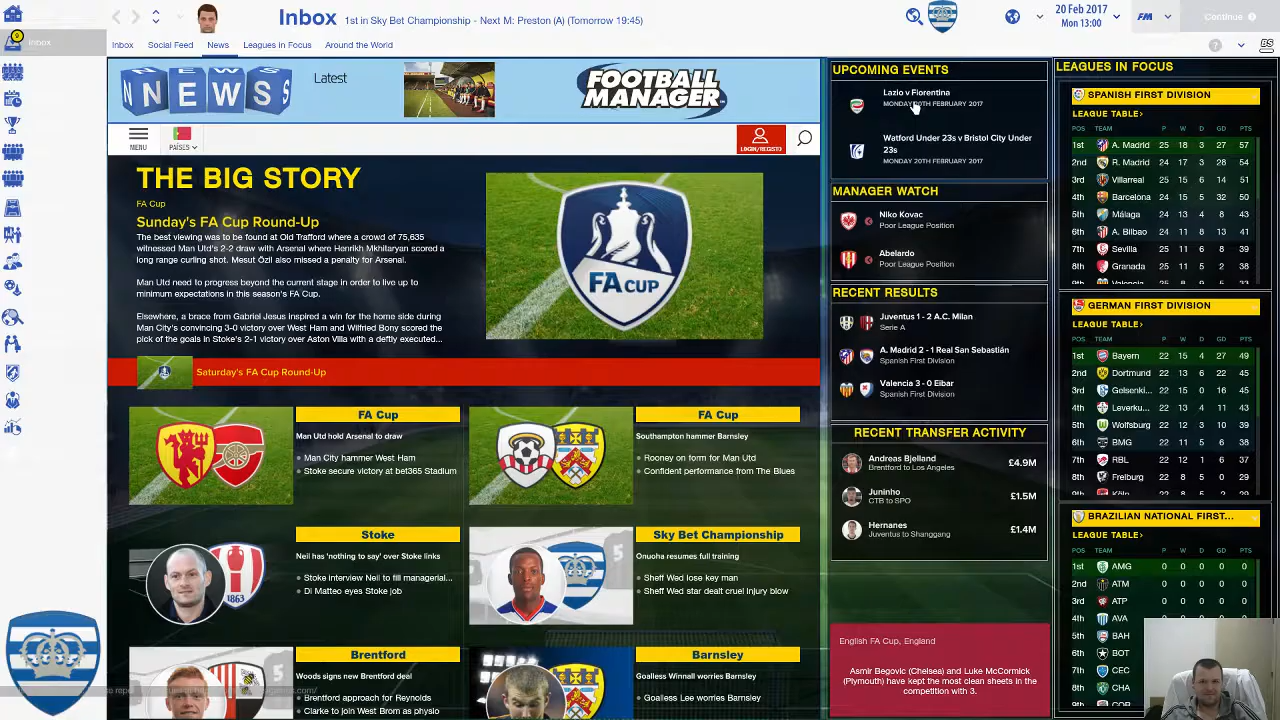 Inbox
1st in Sky Bet Championship - Next M: Preston (A) (Tomorrow 19:45)
20 Feb 2017
Mon 13:00
FM
Continue
9
Inbox
Inbox
Social Feed
News
Leagues in Focus
Around the World
?
NEWS
Latest
FOOTBALL
MANAGER
MENU
PAÍSES
LOGIN/REGISTO
THE BIG STORY
FA Cup
Sunday's FA Cup Round-Up
The best viewing was to be found at Old Trafford where a crowd of 75,635
witnessed Man Utd's 2-2 draw with Arsenal where Henrikh Mkhitaryan scored a
long range curling shot. Mesut Özil also missed a penalty for Arsenal.
Man Utd need to progress beyond the current stage in order to live up to
minimum expectations in this season's FA Cup.
Elsewhere, a brace from Gabriel Jesus inspired a win for the home side during
Man City's convincing 3-0 victory over West Ham and Wilfried Bony scored the
pick of the goals in Stoke's 2-1 victory over Aston Villa with a deftly executed...
FA CUP
Saturday's FA Cup Round-Up
FA Cup
Man Utd hold Arsenal to draw
Man City hammer West Ham
Stoke secure victory at bet365 Stadium
FA Cup
Southampton hammer Barnsley
Rooney on form for Man Utd
Confident performance from The Blues
Stoke
Neil has 'nothing to say' over Stoke links
Stoke interview Neil to fill managerial...
Di Matteo eyes Stoke job
1863
Sky Bet Championship
Onuoha resumes full training
Sheff Wed lose key man
Sheff Wed star dealt cruel injury blow
Brentford
Woods signs new Brentford deal
Brentford approach for Reynolds
Clarke to join West Brom as physio
Barnsley
Goalless Winnall worries Barnsley
Goalless Lee worries Barnsley
UPCOMING EVENTS
Lazio v Fiorentina
MONDAY 20TH FEBRUARY 2017
Watford Under 23s v Bristol City Under
23s
MONDAY 20TH FEBRUARY 2017
MANAGER WATCH
Niko Kovac
Poor League Position
Abelardo
Poor League Position
RECENT RESULTS
Juventus 1 - 2 A.C. Milan
Serie A
A. Madrid 2 - 1 Real San Sebastián
Spanish First Division
Valencia 3 - 0 Eibar
Spanish First Division
RECENT TRANSFER ACTIVITY
Andreas Bjelland
Brentford to Los Angeles
£4.9M
Juninho
CTB to SPO
£1.5M
Hernanes
Juventus to Shanggang
£1.4M
English FA Cup, England
Asmir Begovic (Chelsea) and Luke McCormick
(Plymouth) have kept the most clean sheets in the
competition with 3.
LEAGUES IN FOCUS
SPANISH FIRST DIVISION
LEAGUE TABLE>
POS TEAM P W D GD PTS
1st A. Madrid 25 18 3 27 57
2nd R. Madrid 24 17 3 28 54
3rd Villarreal 25 15 6 14 51
4th Barcelona 24 15 5 32 50
5th Málaga 24 13 4 8 43
6th A. Bilbao 24 11 8 13 41
7th Sevilla 25 11 6 8 39
8th Granada 25 11 5 2 38
GERMAN FIRST DIVISION
LEAGUE TABLE>
POS TEAM P W D GD PTS
1st Bayern 22 15 4 27 49
2nd Dortmund 22 13 6 22 45
3rd Gelsenki... 22 15 0 16 45
4th Leverku... 22 13 4 11 43
5th Wolfsburg 22 12 3 10 39
6th BMG 22 11 5 6 38
7th RBL 22 12 1 6 37
8th Freiburg 22 8 5 0 29
BRAZILIAN NATIONAL FIRST...
LEAGUE TABLE>
POS TEAM P W D GD PTS
1st AMG 0 0 0 0 0
2nd ATM 0 0 0 0 0
3rd ATP 0 0 0 0 0
4th AVA 0 0 0 0 0
5th BAH
6th BOT
7th CEC
8th CHA